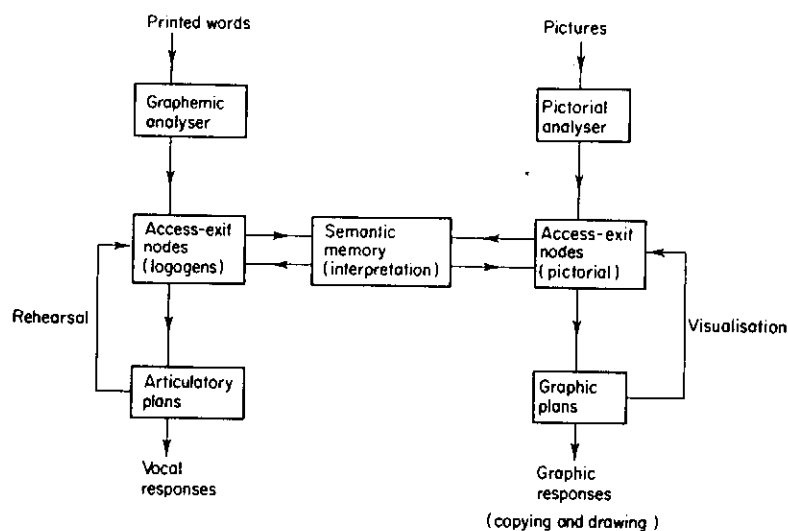 Printed words
Pictures
Graphemic
analyser
Pictorial
analyser
Access-exit
nodes
(logogens)
Semantic
memory
(interpretation)
Access-exit
nodes
(pictorial)
Rehearsal
Visualisation
Articulatory
plans
Graphic
plans
Vocal
responses
Graphic
responses
(copying and drawing)